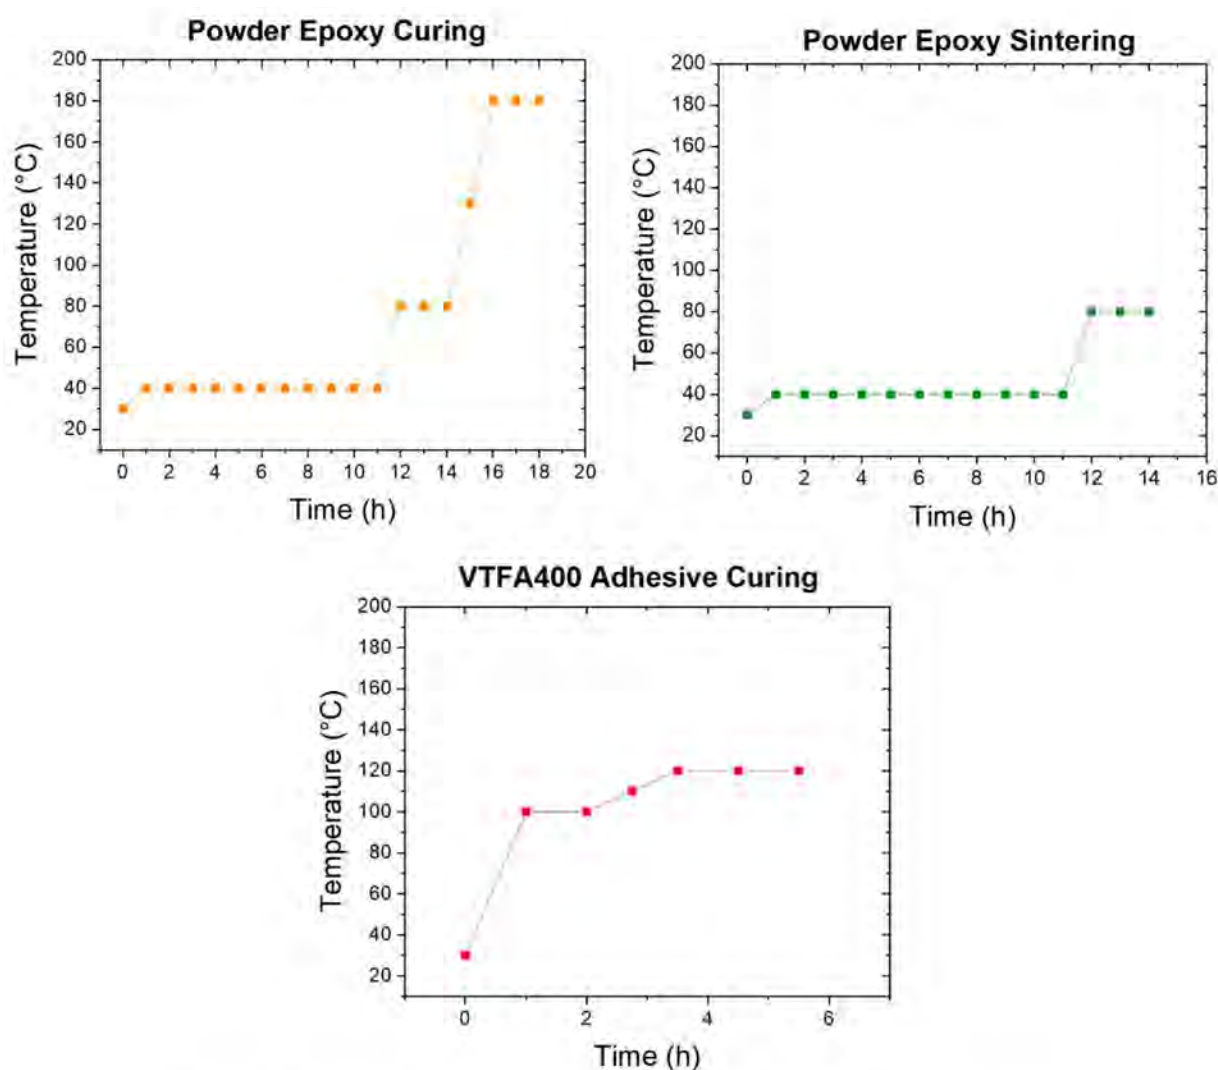 Powder Epoxy Curing
200
180
160
140
120
100
80
60
40
20
Temperature (°C)
0 2 4 6 8 10 12 14 16 18 20
Time (h)
Powder Epoxy Sintering
200
180
160
140
120
100
80
60
40
20
Temperature (°C)
0 2 4 6 8 10 12 14 16
Time (h)
VTFA400 Adhesive Curing
200
180
160
140
120
100
80
60
40
20
Temperature (°C)
0 2 4 6
Time (h)